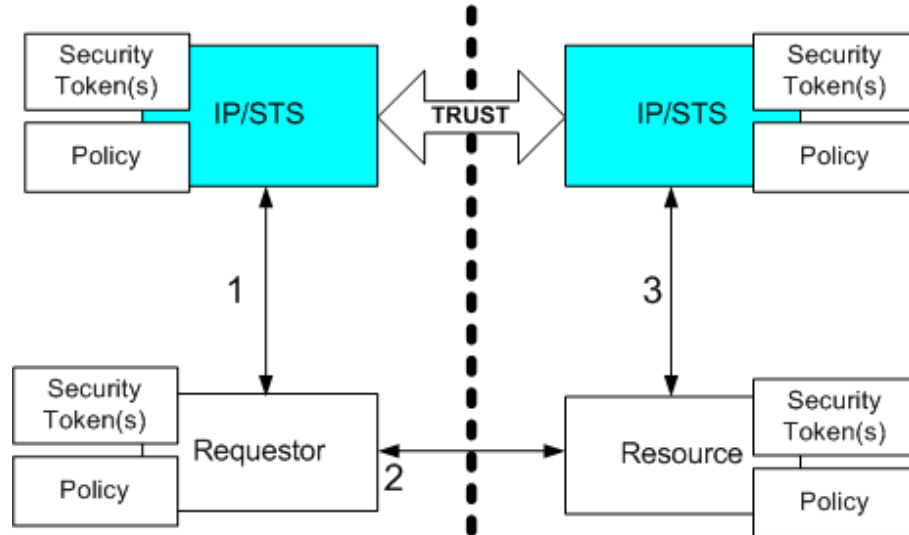 Security
Token(s)
IP/STS
Policy
TRUST
IP/STS
Security
Token(s)
Policy
1
3
Security
Token(s)
Requestor
Policy
2
Resource
Security
Token(s)
Policy